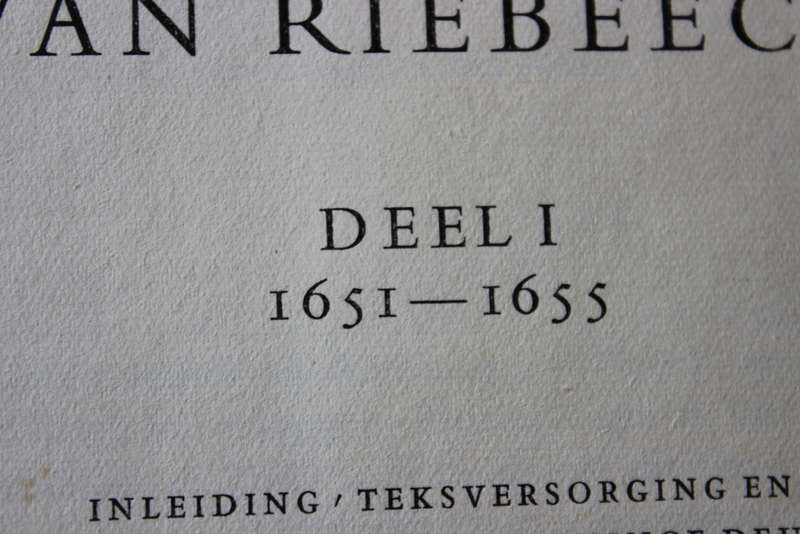 VAN RIEBEEC
DEEL I
1651—1655
INLEIDING, TEKSVERSORGING EN